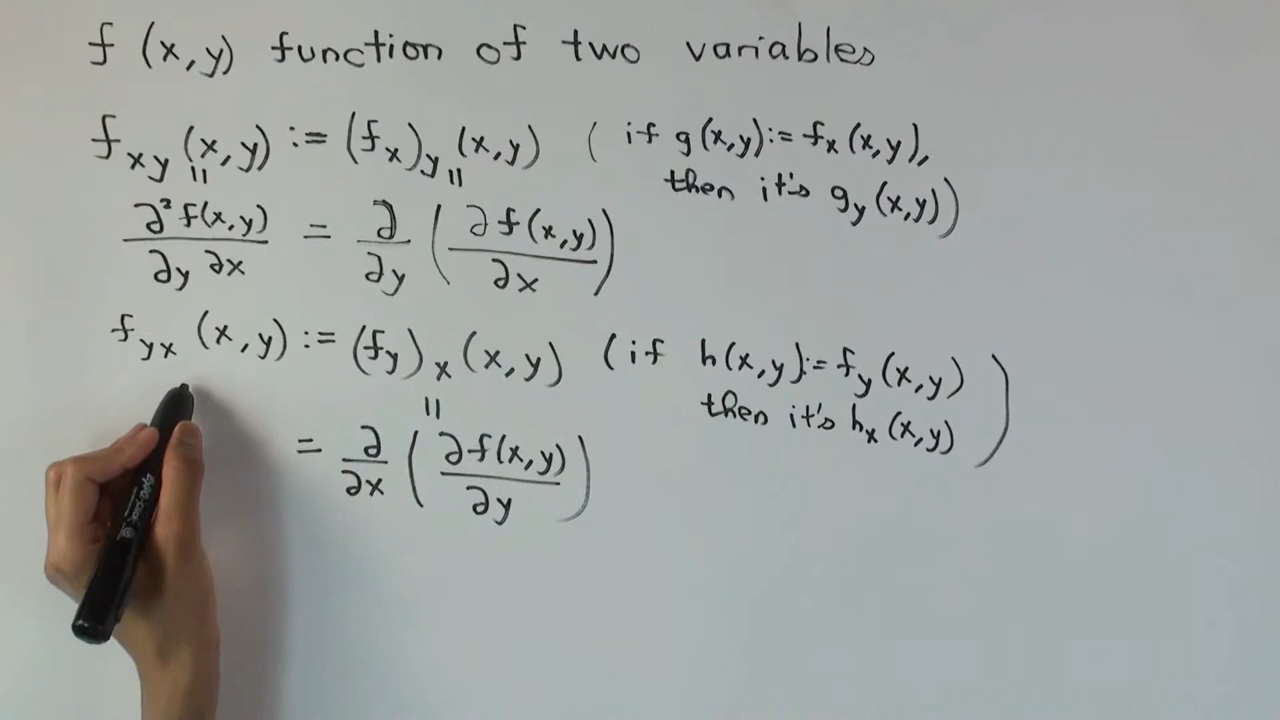 f (x,y) function of two variables
f_xy (x,y) := (f_x)_y (x,y) (if g(x,y) := f_x (x,y),
then it's g_y (x,y))
|| ||
∂²f(x,y) / ∂y ∂x = ∂/∂y (∂f(x,y) / ∂x)
f_yx (x,y) := (f_y)_x (x,y) (if h(x,y) := f_y (x,y)
then it's h_x (x,y))
||
= ∂/∂x (∂f(x,y) / ∂y)